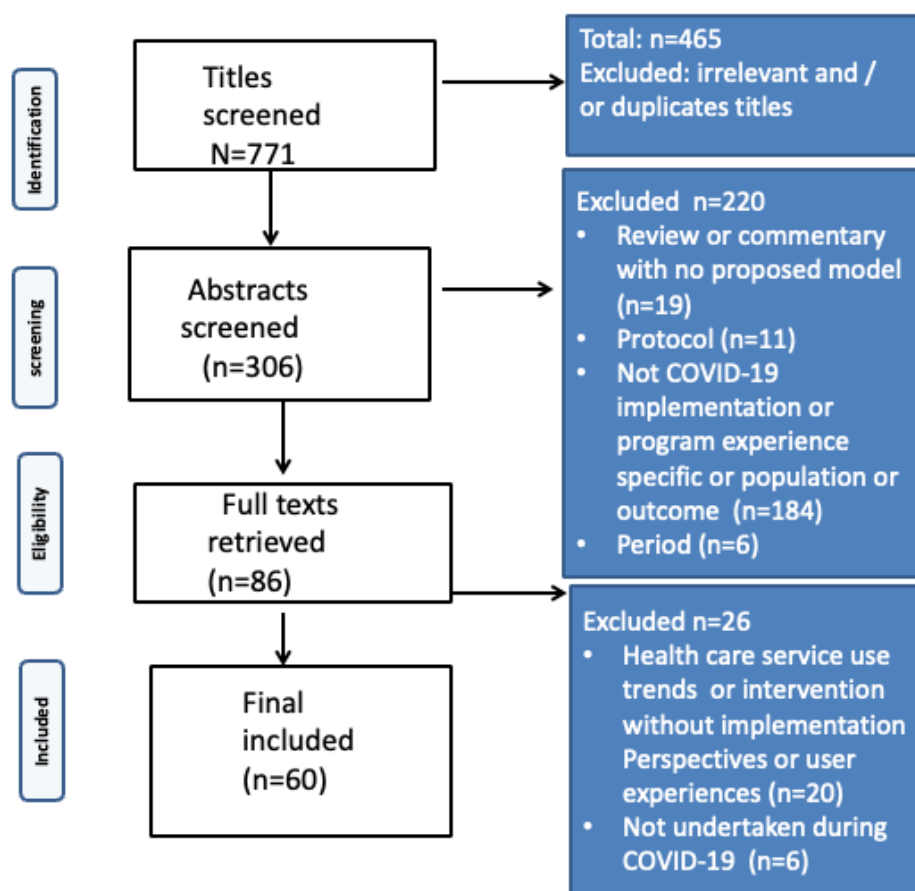 Identification
Titles
screened
N=771
Total: n=465
Excluded: irrelevant and /
or duplicates titles
screening
Abstracts
screened
(n=306)
Excluded  n=220
• Review or commentary
with no proposed model
(n=19)
• Protocol (n=11)
• Not COVID-19
implementation or
program experience
specific or population or
outcome  (n=184)
• Period (n=6)
Eligibility
Full texts
retrieved
(n=86)
Excluded n=26
• Health care service use
trends  or intervention
without implementation
Perspectives or user
experiences (n=20)
• Not undertaken during
COVID-19  (n=6)
Included
Final
included
(n=60)